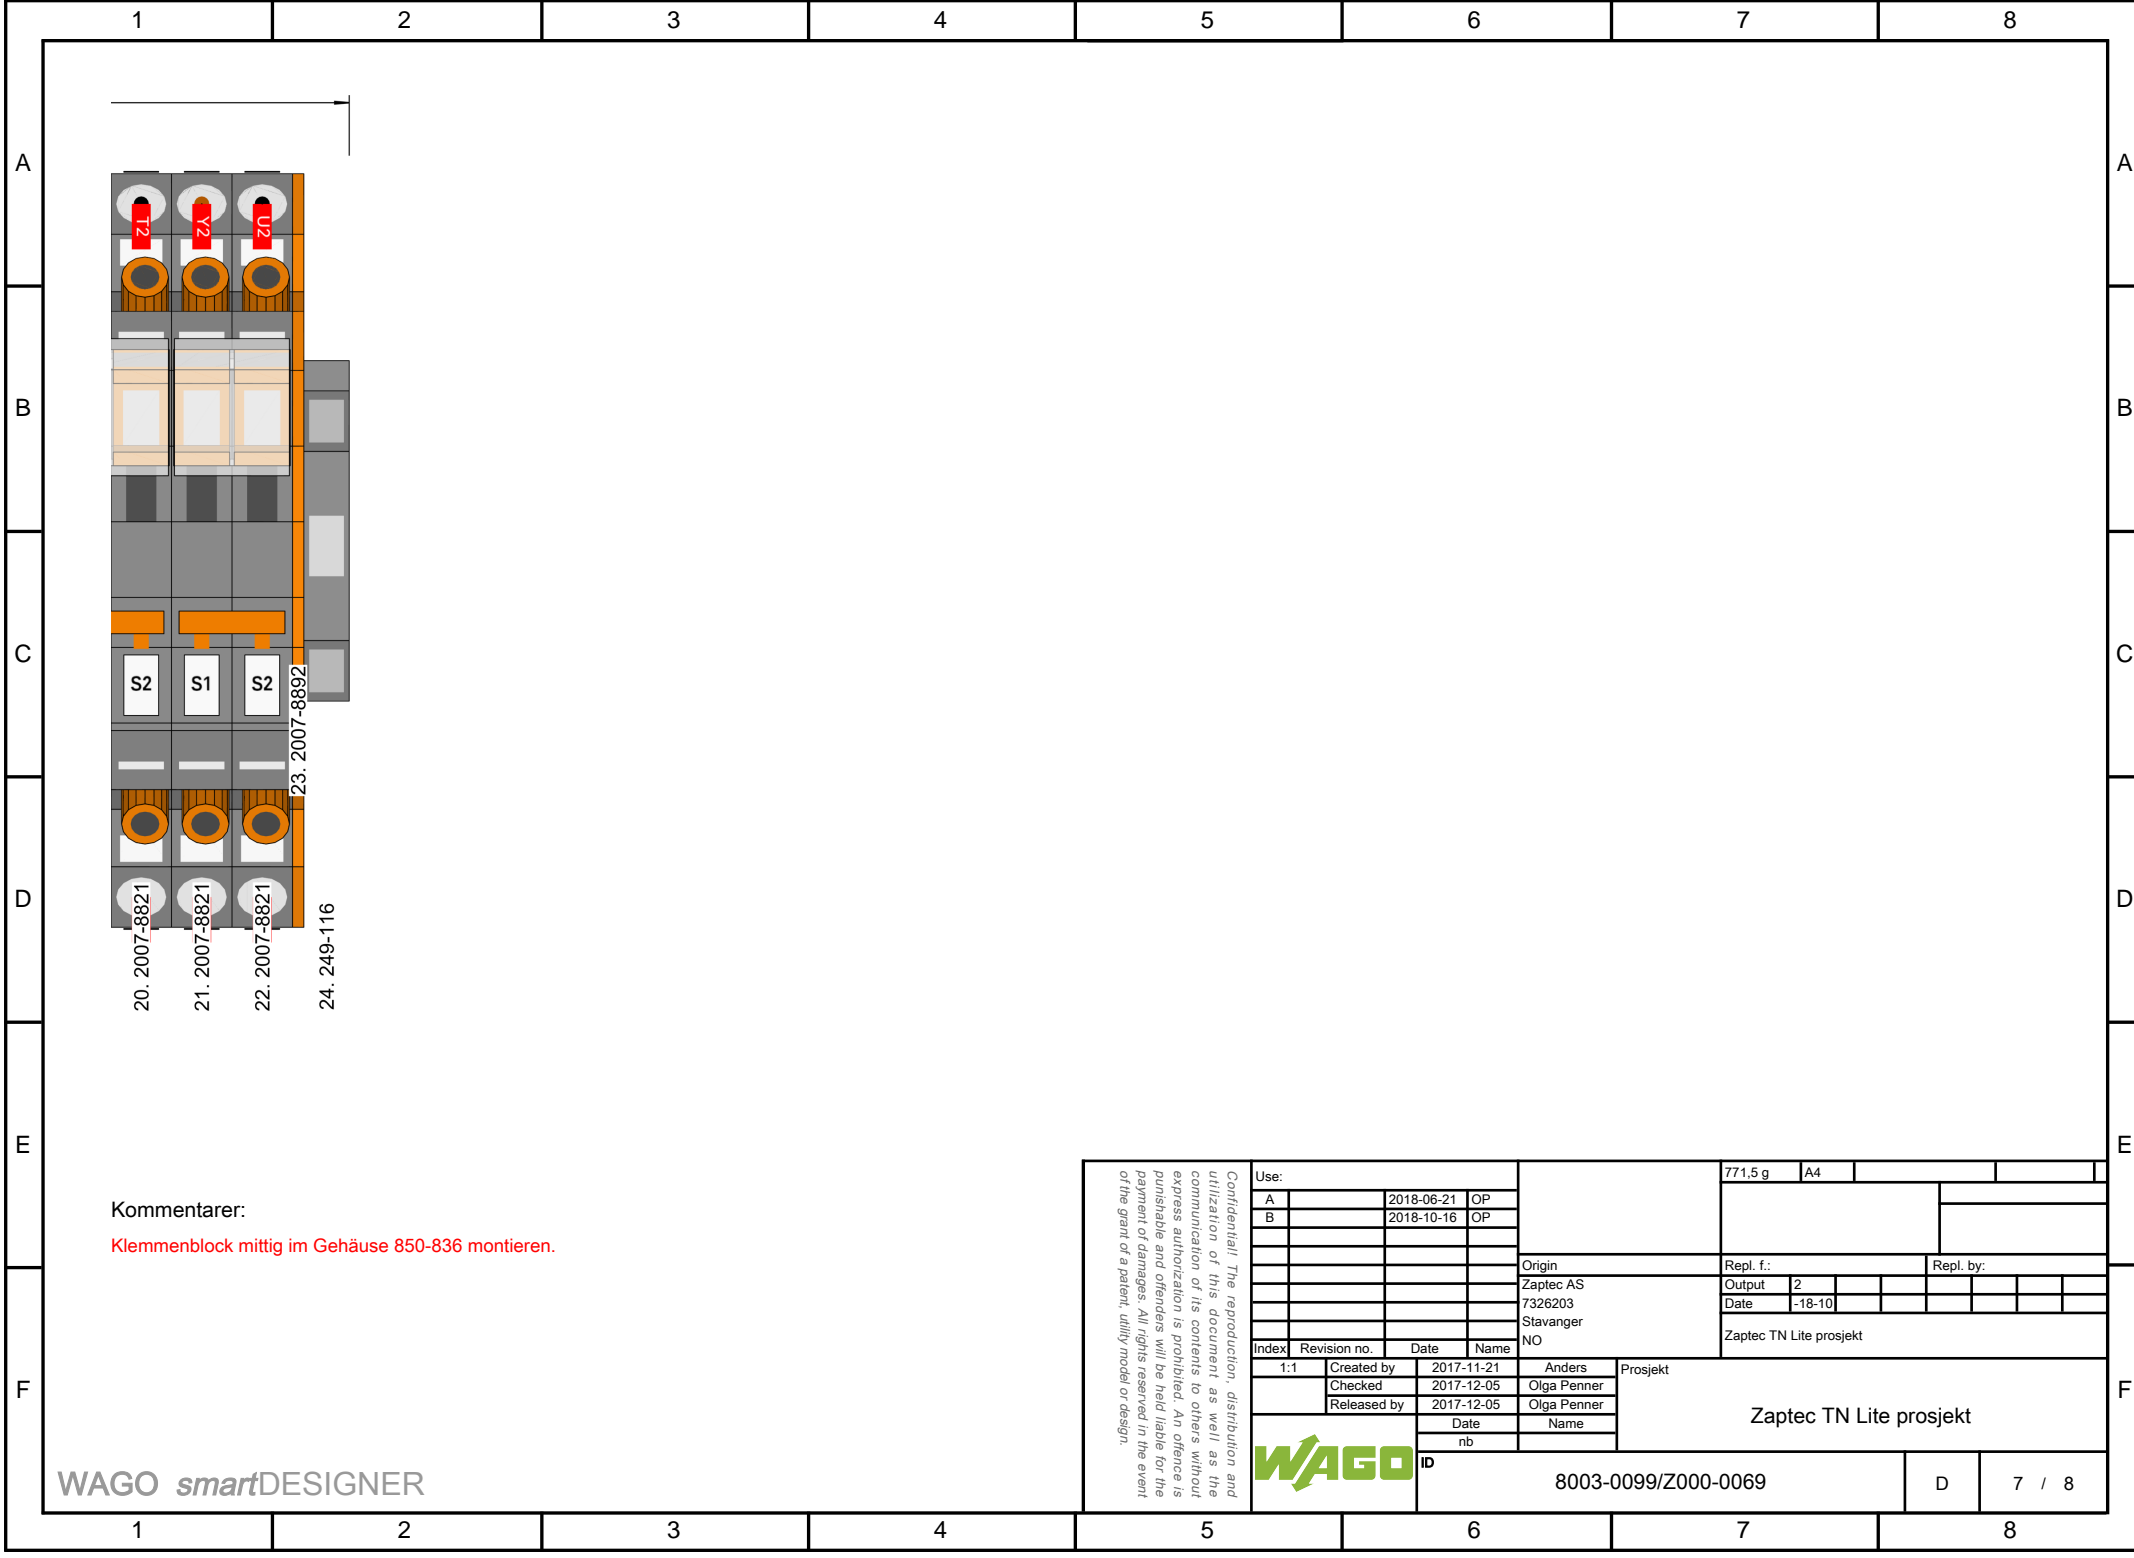 1 2 3 4 5 6 7 8
A A
T2 Y2 U2
B B
C C
S2 S1 S2
23. 2007-8892
D D
20. 2007-8821
21. 2007-8821
22. 2007-8821
24. 249-116
E E
Kommentarer:
Klemmenblock mittig im Gehäuse 850-836 montieren.
F F
WAGO smartDESIGNER
Confidential! The reproduction, distribution and
utilization of this document as well as the
communication of its contents to others without
express authorization is prohibited. An offence is
punishable and offenders will be held liable for the
payment of damages. All rights reserved in the event
of the grant of a patent, utility model or design.
Use:
A 2018-06-21 OP
B 2018-10-16 OP
Index Revision no. Date Name
771,5 g A4
Origin
Zaptec AS
7326203
Stavanger
NO
Repl. f.: Repl. by:
Output 2
Date -18-10
Zaptec TN Lite prosjekt
1:1 Created by 2017-11-21 Anders
Checked 2017-12-05 Olga Penner
Released by 2017-12-05 Olga Penner
Date Name
nb
Prosjekt
Zaptec TN Lite prosjekt
WAGO
ID
8003-0099/Z000-0069
D
7 / 8
1 2 3 4 5 6 7 8